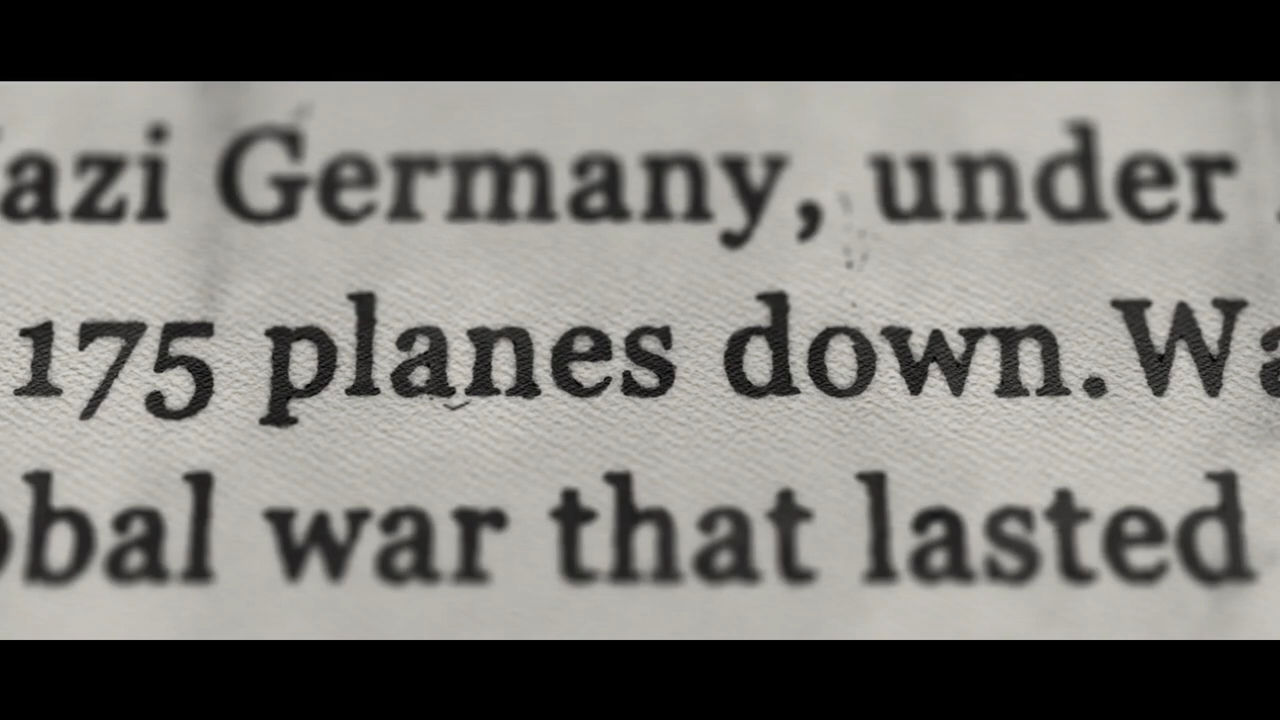 azi Germany, under
175 planes down.Wa
bal war that lasted